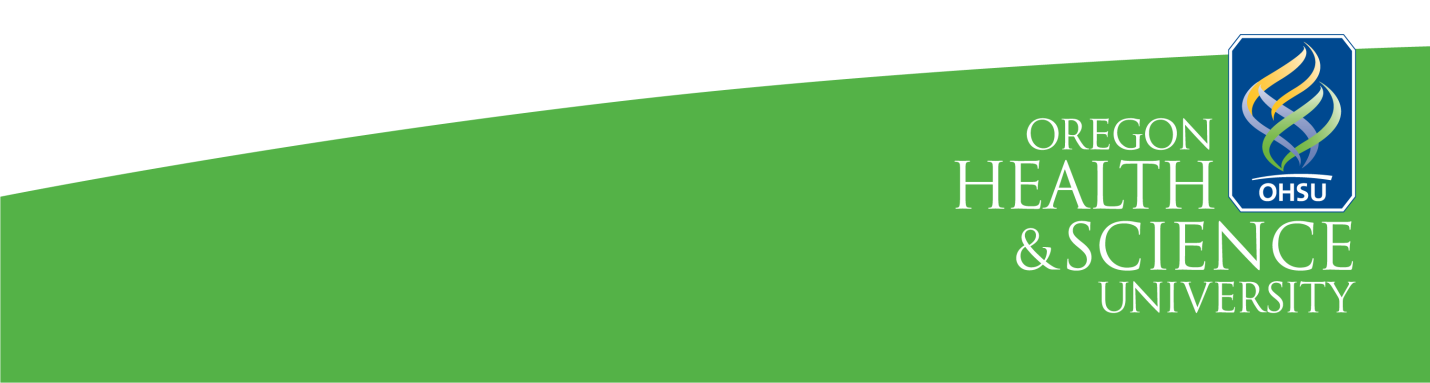 OREGON
HEALTH
& SCIENCE
UNIVERSITY
OHSU